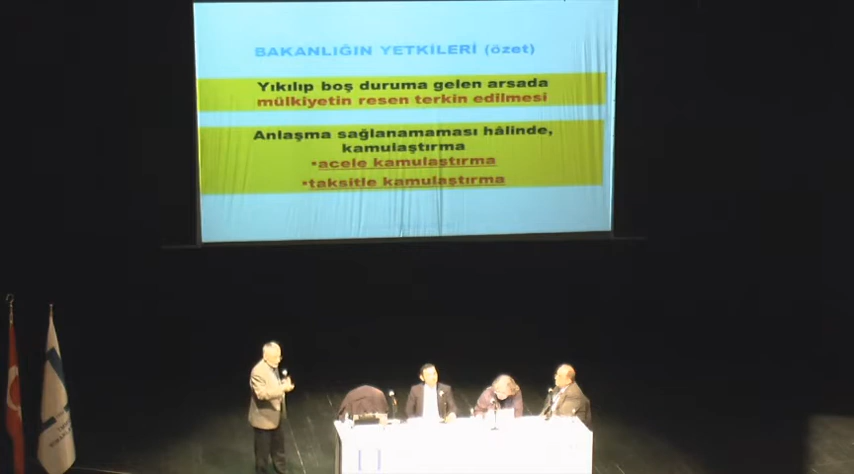 BAKANLIĞIN YETKİLERİ (özet)
Yıkılıp boş duruma gelen arsada
mülkiyetin resen terkin edilmesi
Anlaşma sağlanamaması hâlinde,
kamulaştırma
•acele kamulaştırma
•taksitle kamulaştırma